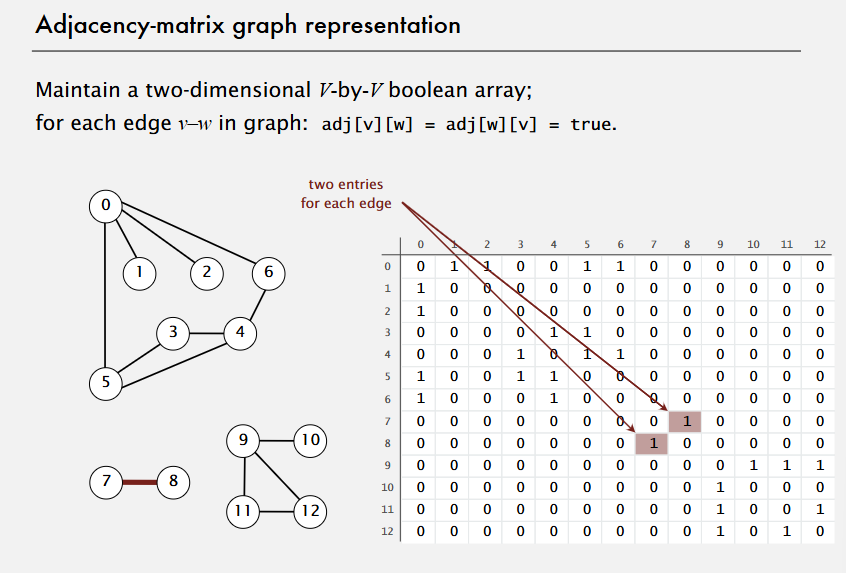 Adjacency-matrix graph representation
Maintain a two-dimensional V-by-V boolean array;
for each edge v–w in graph: adj[v][w] = adj[w][v] = true.
two entries
for each edge
0
1 2 6
3 4
5
9 10
7 8
11 12
0 1 2 3 4 5 6 7 8 9 10 11 12
0 0 1 1 0 0 1 1 0 0 0 0 0 0
1 1 0 0 0 0 0 0 0 0 0 0 0 0
2 1 0 0 0 0 0 0 0 0 0 0 0 0
3 0 0 0 0 1 1 0 0 0 0 0 0 0
4 0 0 0 1 0 1 1 0 0 0 0 0 0
5 1 0 0 1 1 0 0 0 0 0 0 0 0
6 1 0 0 0 1 0 0 0 0 0 0 0 0
7 0 0 0 0 0 0 0 0 1 0 0 0 0
8 0 0 0 0 0 0 0 1 0 0 0 0 0
9 0 0 0 0 0 0 0 0 0 0 1 1 1
10 0 0 0 0 0 0 0 0 0 1 0 0 0
11 0 0 0 0 0 0 0 0 0 1 0 0 1
12 0 0 0 0 0 0 0 0 0 1 0 1 0